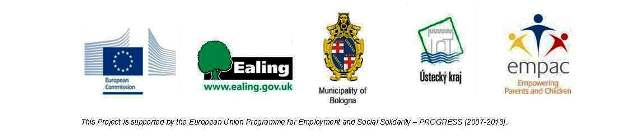 European
Commission
Ealing
www.ealing.gov.uk
Municipality of
Bologna
Ústecký kraj
empac
Empowering
Parents and Children
This Project is supported by the European Union Programme for Employment and Social Solidarity – PROGRESS (2007-2013).